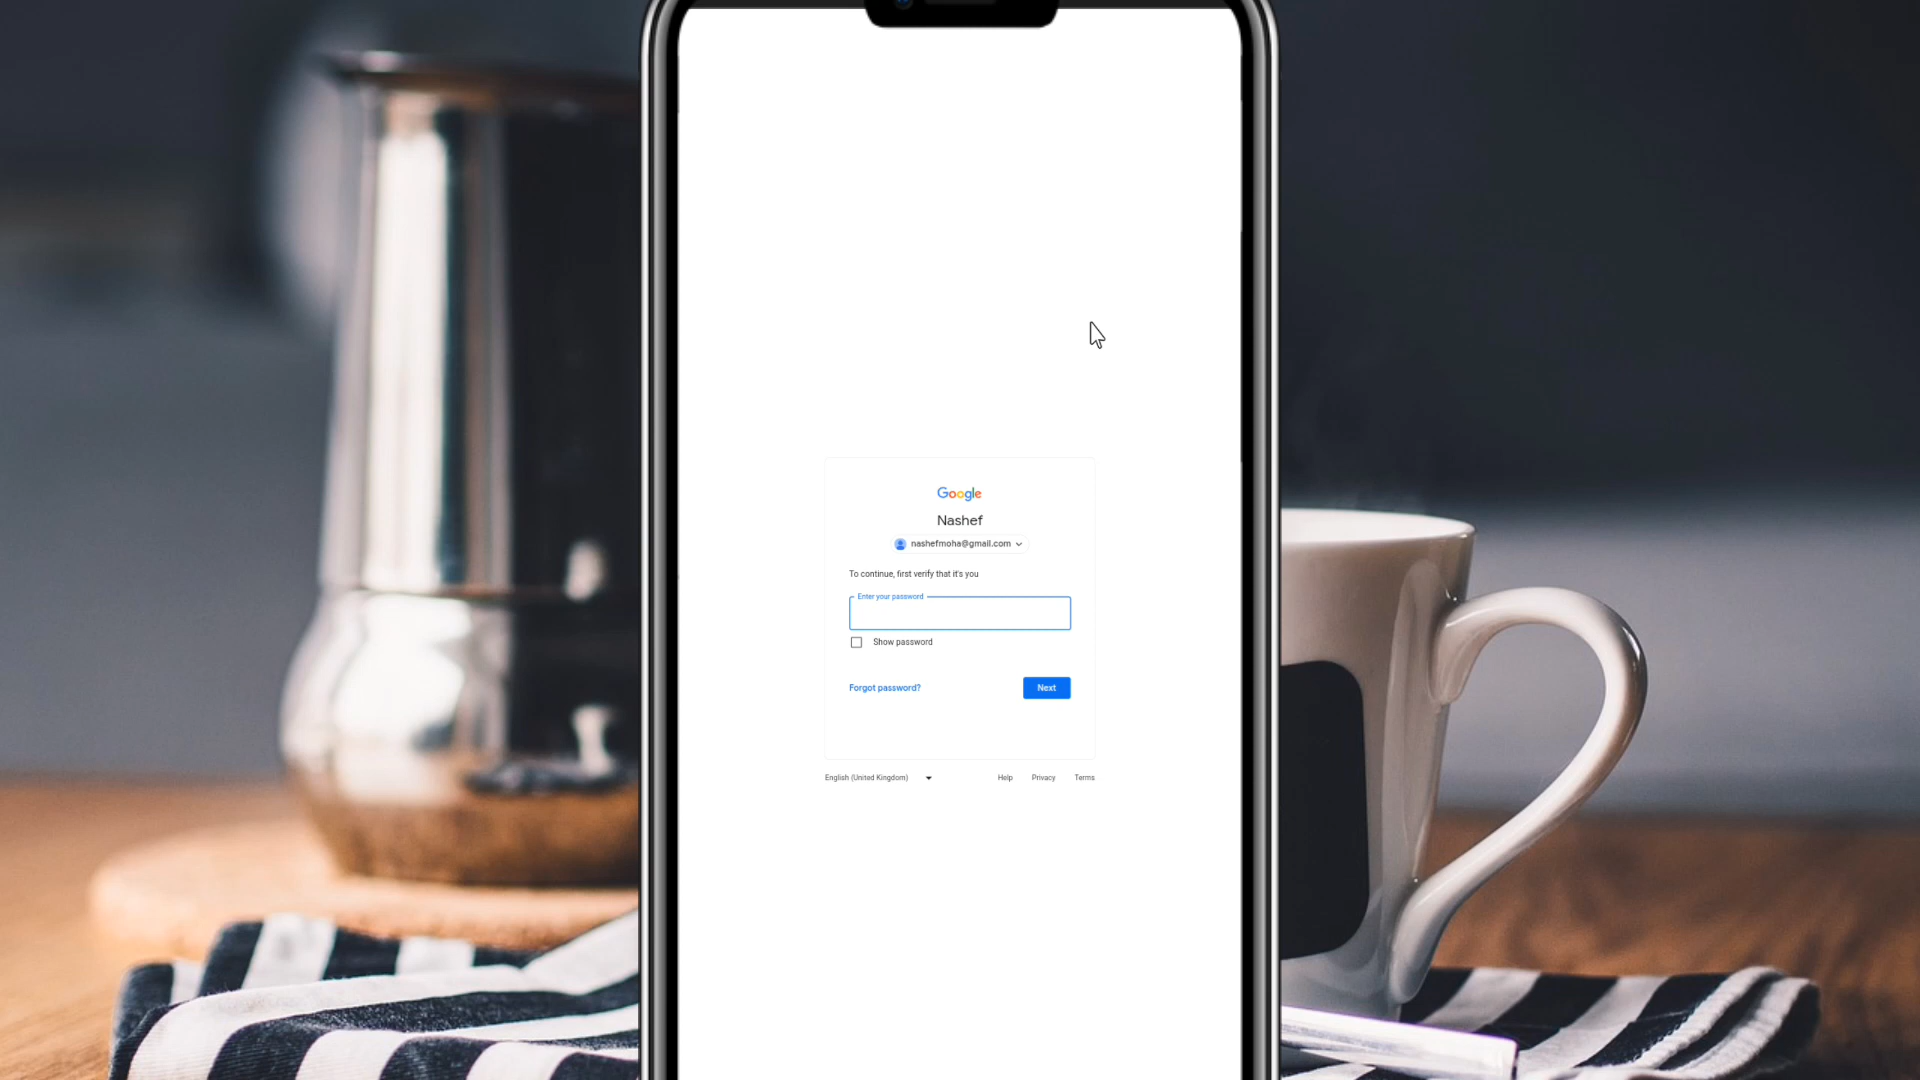 Google
Nashef
nashefmoha@gmail.com
To continue, first verify that it's you
Enter your password
Show password
Forgot password?
Next
English (United Kingdom)
Help
Privacy
Terms